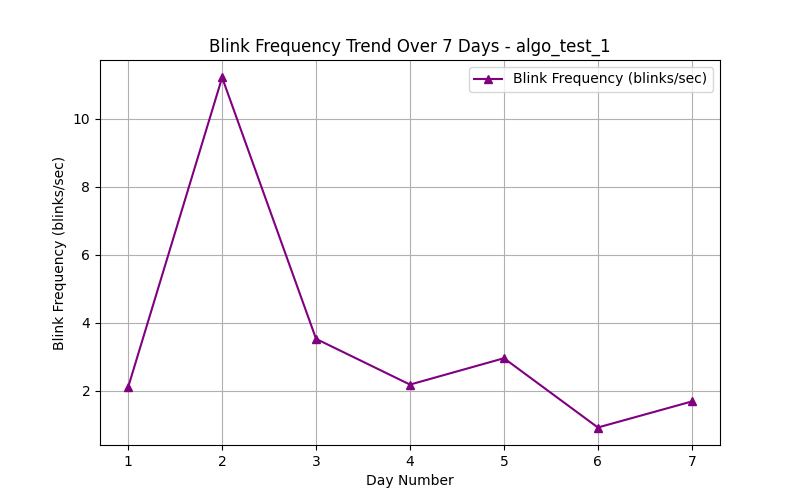 Blink Frequency Trend Over 7 Days - algo_test_1
Blink Frequency (blinks/sec)
Blink Frequency (blinks/sec)
10
8
6
4
2
1 2 3 4 5 6 7
Day Number